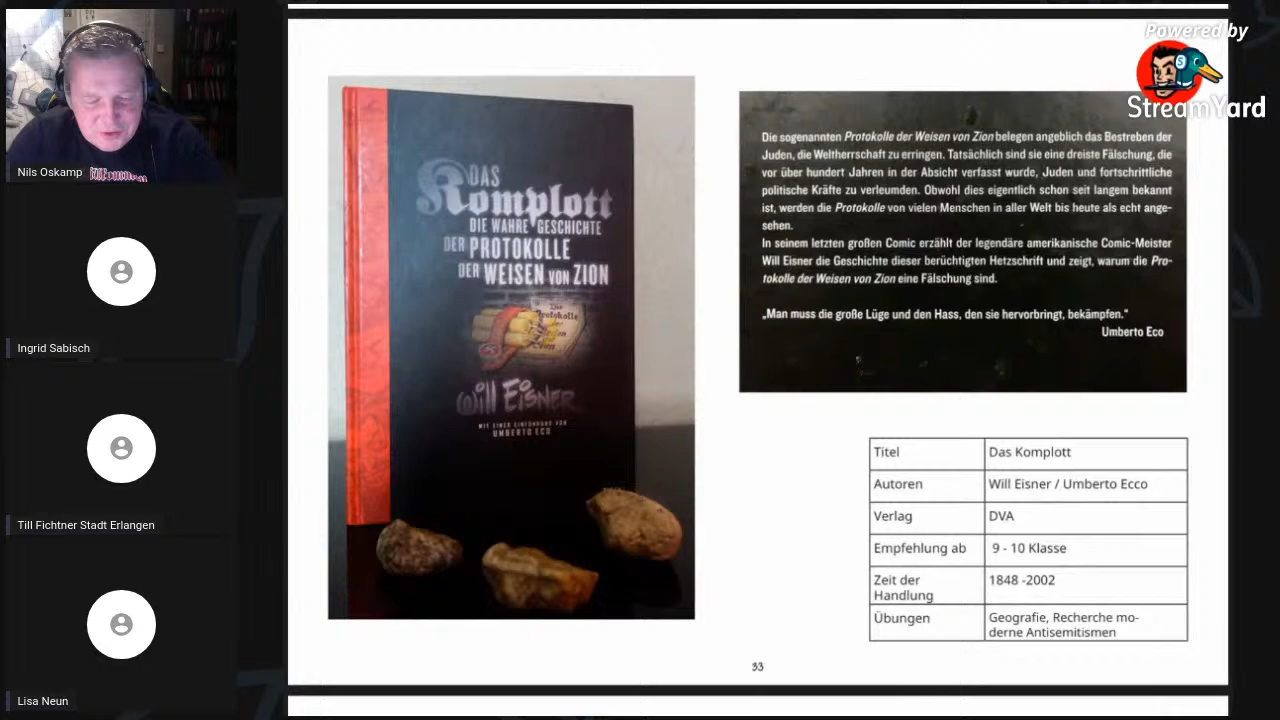 Powered by
StreamYard
Nils Oskamp
Ingrid Sabisch
Till Fichtner Stadt Erlangen
Lisa Neun
DAS
Komplott
DIE WAHRE GESCHICHTE
DER PROTOKOLLE
DER WEISEN VON ZION
Die
Protokolle
der
Weisen
von
Zion
Will EisNER
MIT EINER EINFÜHRUNG VON
UMBERTO ECO
Die sogenannten Protokolle der Weisen von Zion belegen angeblich das Bestreben der
Juden, die Weltherrschaft zu erringen. Tatsächlich sind sie eine dreiste Fälschung, die
vor über hundert Jahren in der Absicht verfasst wurde, Juden und fortschrittliche
politische Kräfte zu verleumden. Obwohl dies eigentlich schon seit langem bekannt
ist, werden die Protokolle von vielen Menschen in aller Welt bis heute als echt ange-
sehen.
In seinem letzten großen Comic erzählt der legendäre amerikanische Comic-Meister
Will Eisner die Geschichte dieser berüchtigten Hetzschrift und zeigt, warum die Pro-
tokolle der Weisen von Zion eine Fälschung sind.
„Man muss die große Lüge und den Hass, den sie hervorbringt, bekämpfen.“
Umberto Eco
Titel Das Komplott
Autoren Will Eisner / Umberto Ecco
Verlag DVA
Empfehlung ab 9 - 10 Klasse
Zeit der 1848 -2002
Handlung
Übungen Geografie, Recherche mo-
derne Antisemitismen
33